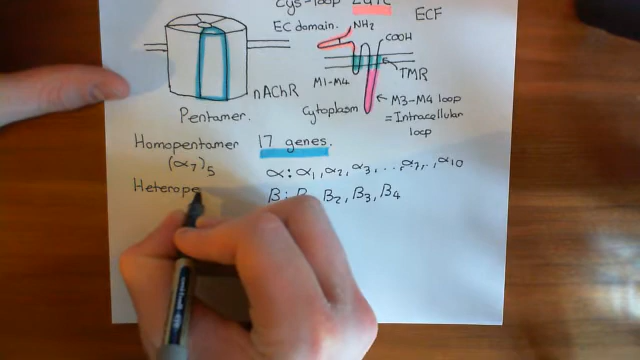 Cys-loop LGIC
EC domain. NH2
ECF
COOH
nAChR
M1-M4
TMR
Cytoplasm
M3-M4 loop
= Intracellular
loop
Pentamer.
Homopentamer 17 genes.
(α7)5
α: α1, α2, α3, ..., α7, .., α10
Heterope
β: β2, β3, β4